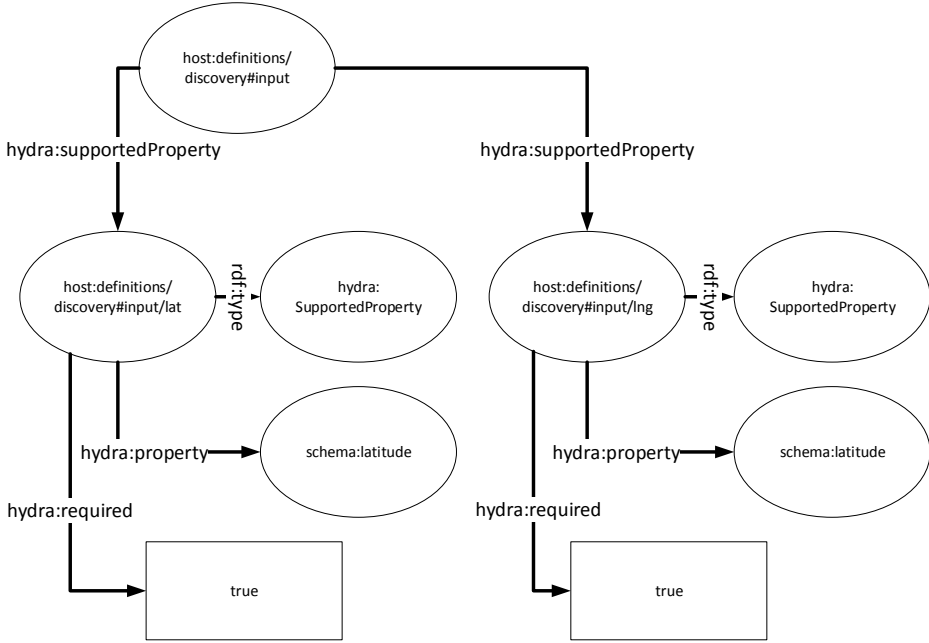 host:definitions/
discovery#input
hydra:supportedProperty
hydra:supportedProperty
host:definitions/
discovery#input/lat
rdf:type
hydra:
SupportedProperty
host:definitions/
discovery#input/lng
rdf:type
hydra:
SupportedProperty
hydra:property
schema:latitude
hydra:property
schema:latitude
hydra:required
hydra:required
true
true